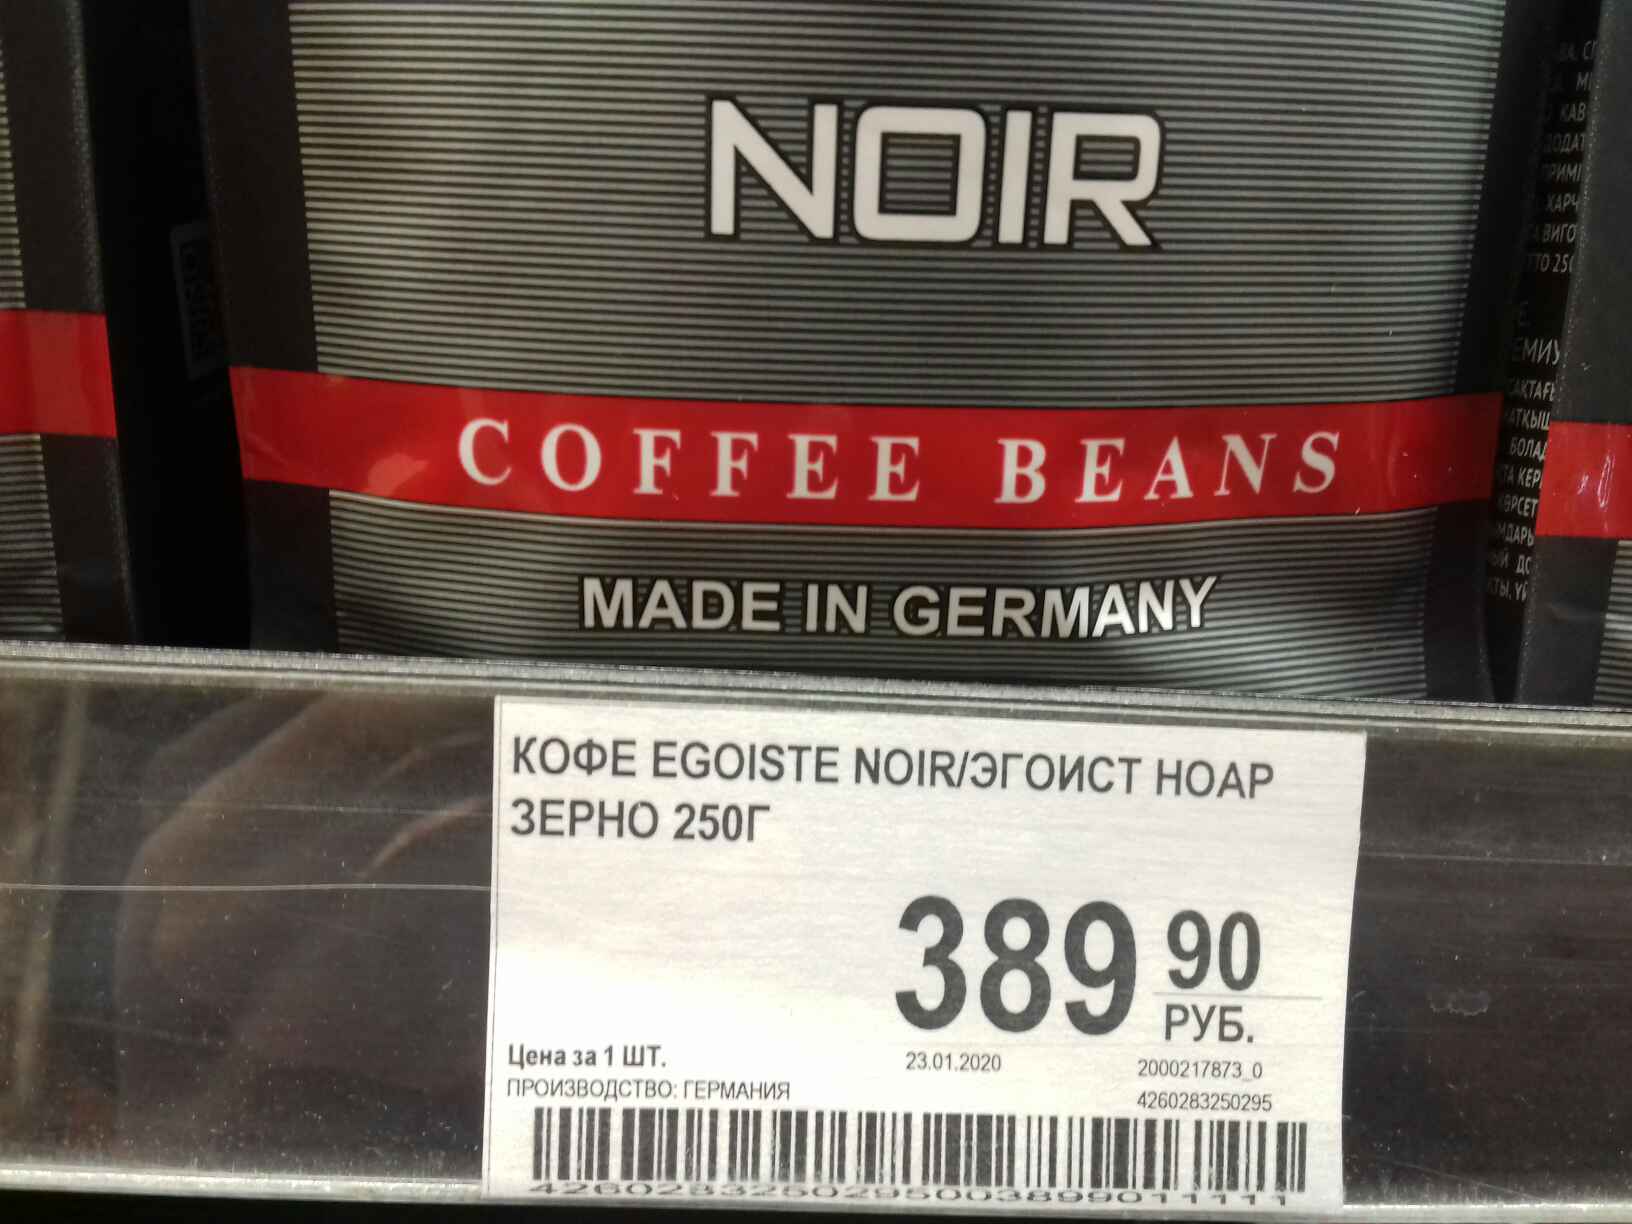 NOIR
COFFEE BEANS
MADE IN GERMANY
КОФЕ EGOISTE NOIR/ЭГОИСТ НОАР
ЗЕРНО 250Г
389 90
РУБ.
Цена за 1 ШТ.
23.01.2020
2000217873_0
ПРОИЗВОДСТВО: ГЕРМАНИЯ
4260283250295
4260283250295003899011111